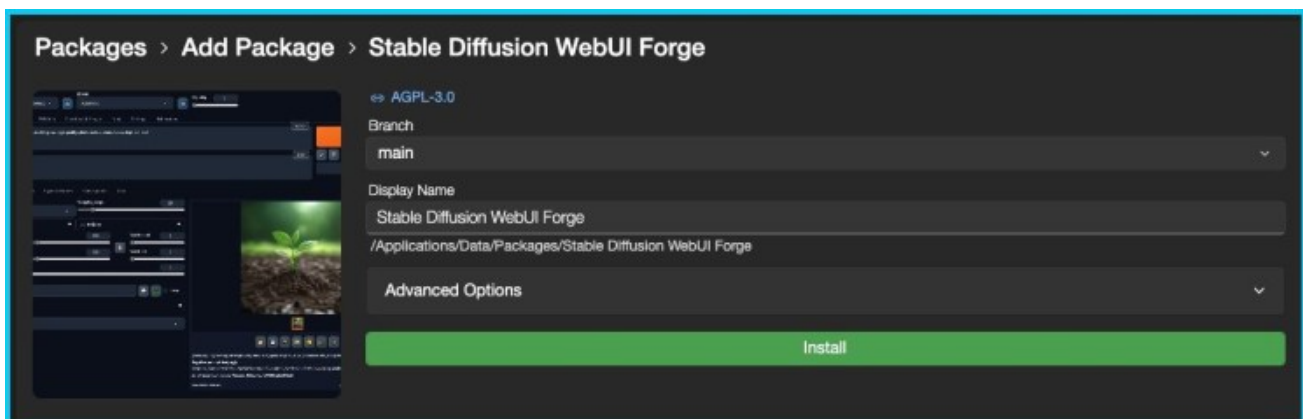 Packages > Add Package > Stable Diffusion WebUI Forge
AGPL-3.0
Branch
main
Display Name
Stable Diffusion WebUI Forge
/Applications/Data/Packages/Stable Diffusion WebUI Forge
Advanced Options
Install